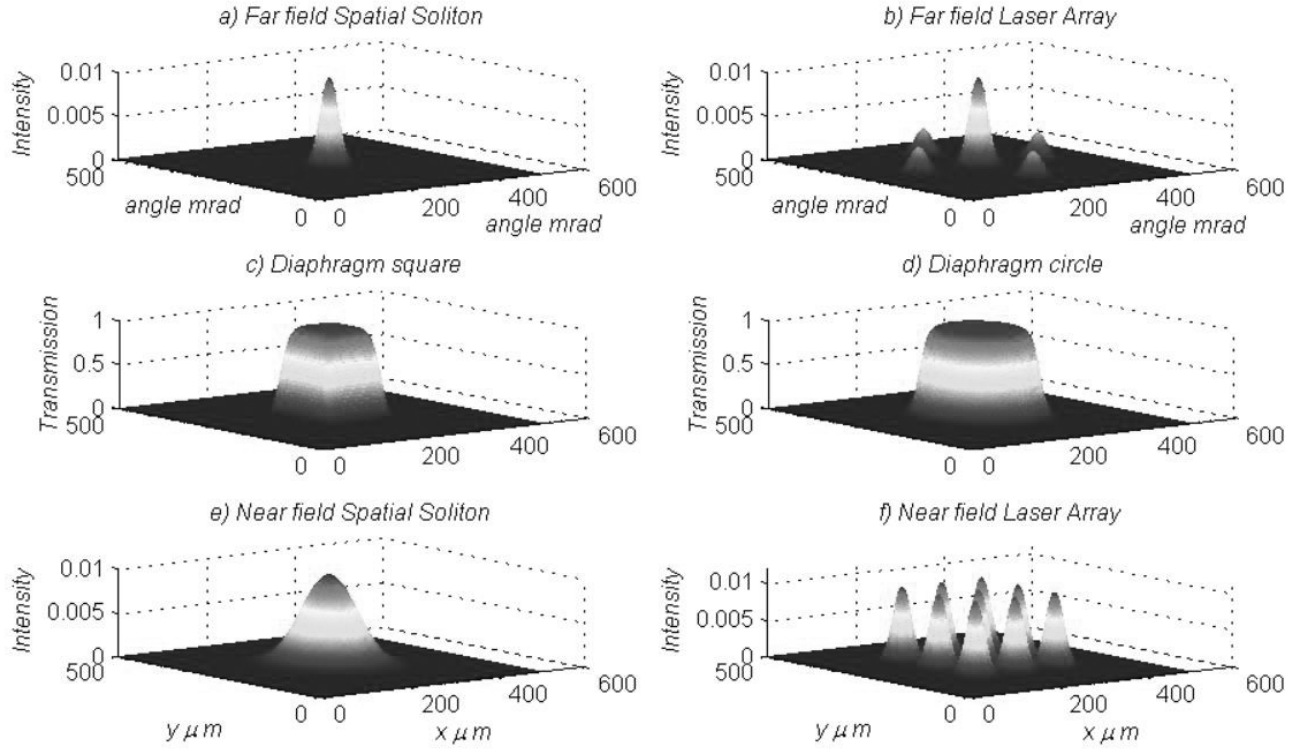 a) Far field Spatial Soliton
Intensity
0.01
0.005
0
500
angle mrad
0
0
200
400
600
angle mrad
b) Far field Laser Array
Intensity
0.01
0.005
0
500
angle mrad
0
0
200
400
600
angle mrad
c) Diaphragm square
Transmission
1
0.5
0
500
0
0
200
400
600
d) Diaphragm circle
Transmission
1
0.5
0
500
0
0
200
400
600
e) Near field Spatial Soliton
Intensity
0.01
0.005
0
500
y μ m
0
0
200
400
600
x μ m
f) Near field Laser Array
Intensity
0.01
0.005
0
500
y μ m
0
0
200
400
600
x μ m